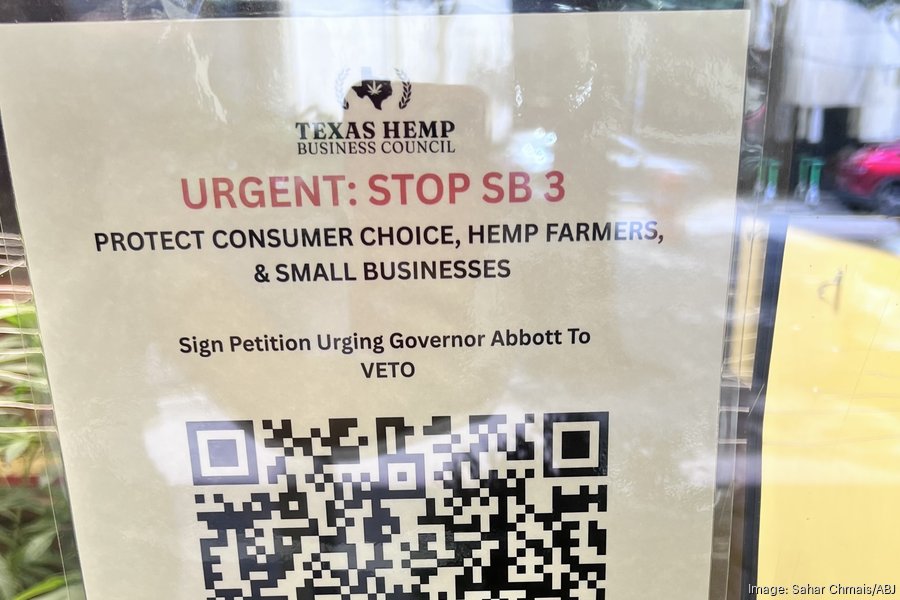 TEXAS HEMP
BUSINESS COUNCIL
URGENT: STOP SB 3
PROTECT CONSUMER CHOICE, HEMP FARMERS,
& SMALL BUSINESSES
Sign Petition Urging Governor Abbott To
VETO
Image: Sahar Chmais/ABJ